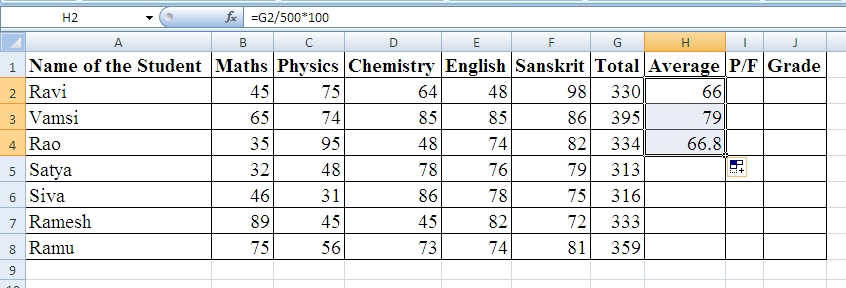 H2 fx =G2/500*100
A B C D E F G H I J
1 Name of the Student Maths Physics Chemistry English Sanskrit Total Average P/F Grade
2 Ravi 45 75 64 48 98 330 66
3 Vamsi 65 74 85 85 86 395 79
4 Rao 35 95 48 74 82 334 66.8
5 Satya 32 48 78 76 79 313
6 Siva 46 31 86 78 75 316
7 Ramesh 89 45 45 82 72 333
8 Ramu 75 56 73 74 81 359
9
10